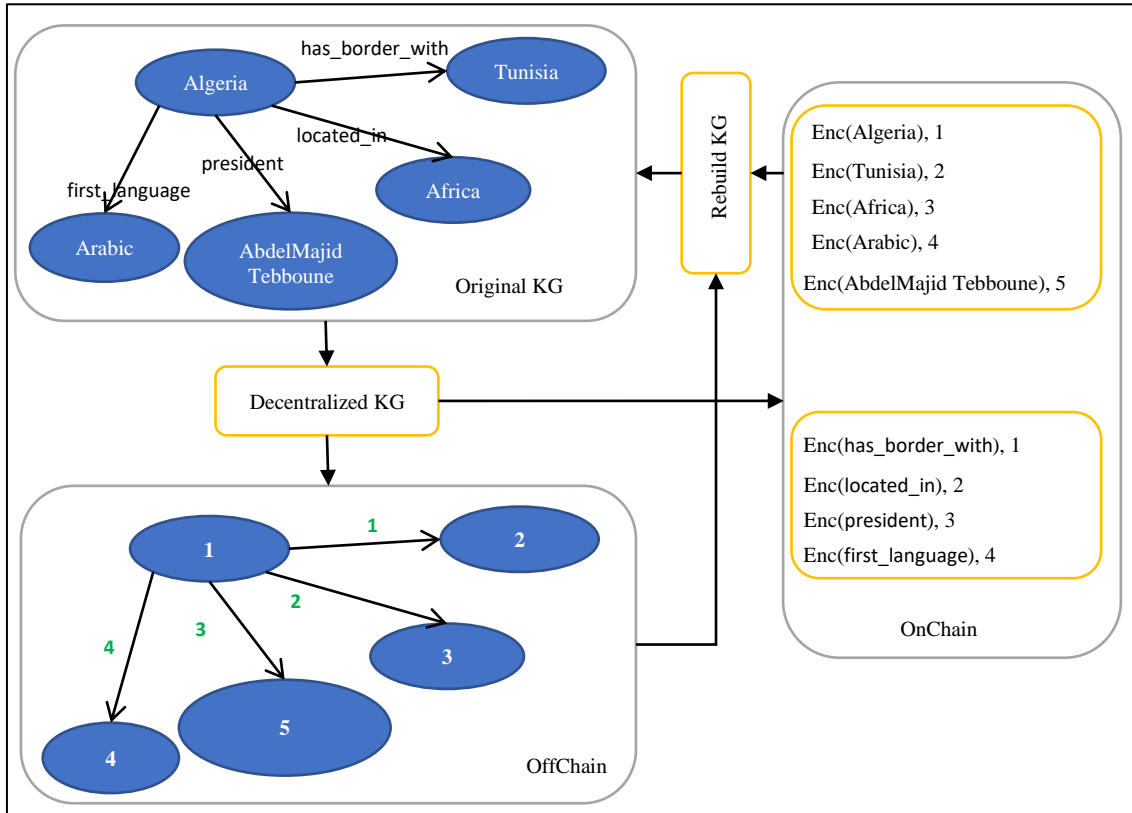 has_border_with
Algeria
Tunisia
located_in
president
first_language
Africa
Arabic
AbdelMajid
Tebboune
Original KG
Rebuild KG
Enc(Algeria), 1
Enc(Tunisia), 2
Enc(Africa), 3
Enc(Arabic), 4
Enc(AbdelMajid Tebboune), 5
Decentralized KG
Enc(has_border_with), 1
Enc(located_in), 2
Enc(president), 3
Enc(first_language), 4
OnChain
1
1
2
2
3
4
3
5
4
OffChain